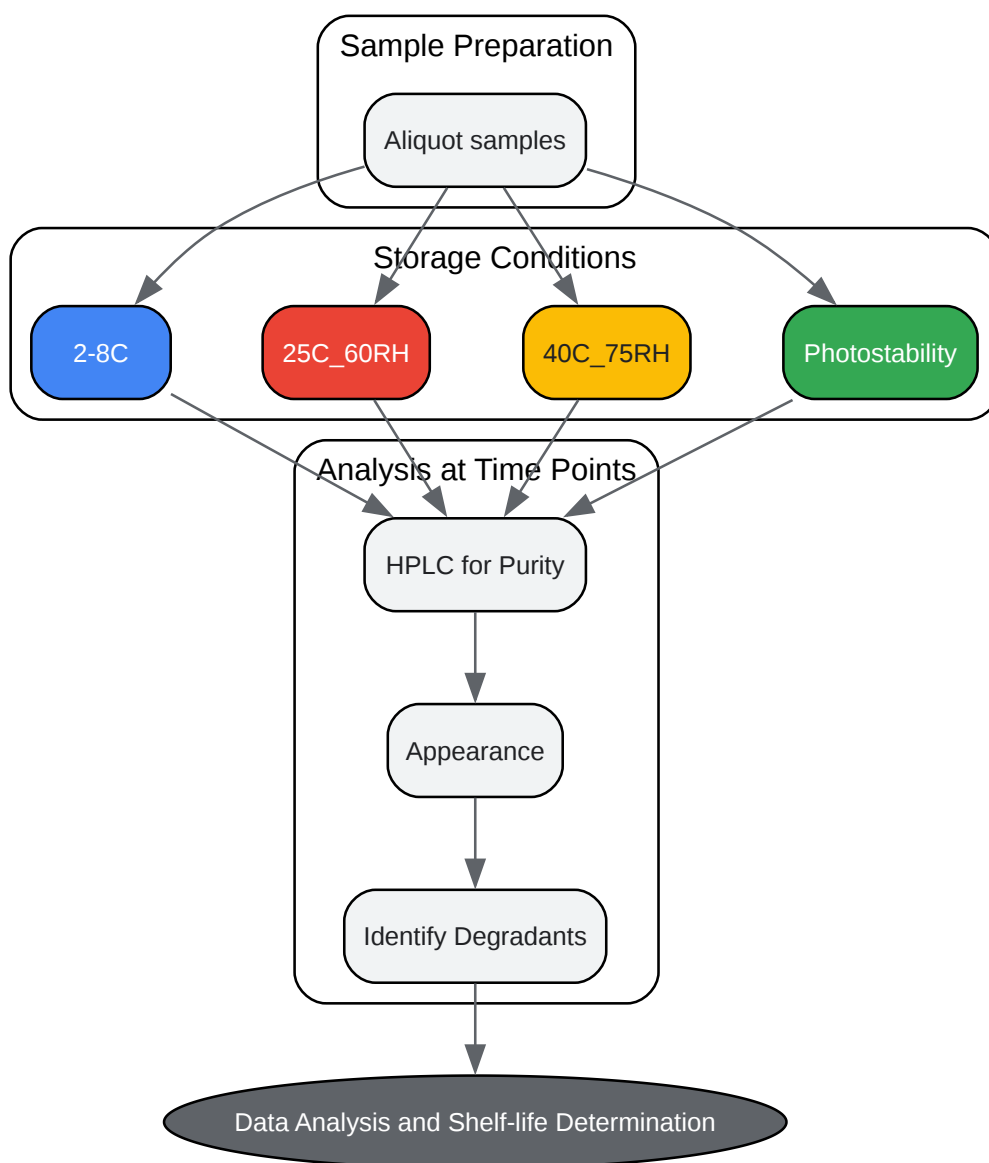 Sample Preparation
Aliquot samples
Storage Conditions
2-8C
25C_60RH
40C_75RH
Photostability
Analysis at Time Points
HPLC for Purity
Appearance
Identify Degradants
Data Analysis and Shelf-life Determination